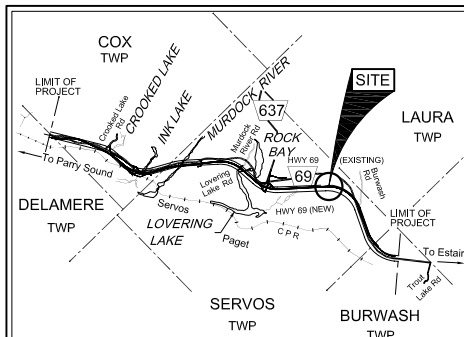 COX
TWP
LIMIT OF
PROJECT
Crooked Lake
Rd
CROOKED LAKE
INK LAKE
MURDOCK RIVER
637
SITE
LAURA
TWP
Murdock
River Rd
ROCK
BAY
HWY 69
(EXISTING)
69
Burwash
Rd
To Parry Sound
DELAMERE
TWP
Lovering
Lake Rd
Servos
LOVERING
LAKE
HWY 69 (NEW)
Paget
CPR
LIMIT OF
PROJECT
To Estaire
Trout
Lake Rd
SERVOS
TWP
BURWASH
TWP